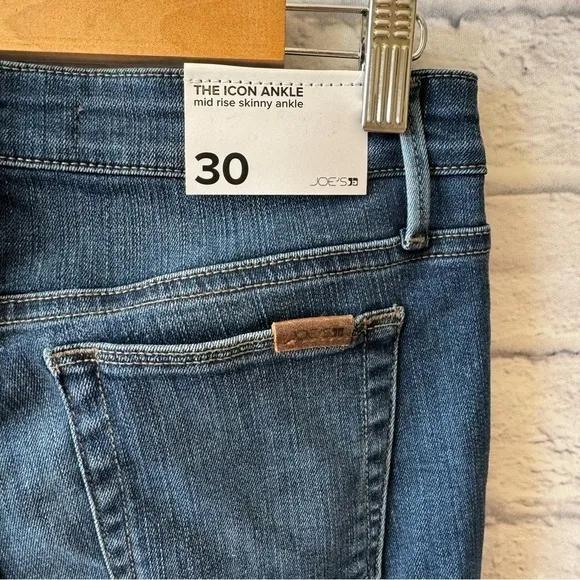 THE ICON ANKLE
mid rise skinny ankle
30
JOE'S
JOE'S